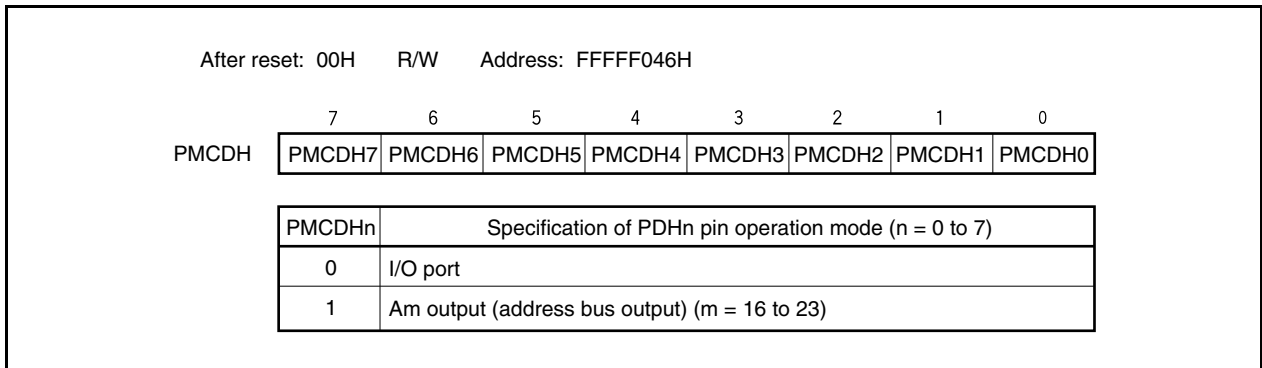 After reset: 00H R/W Address: FFFFF046H
7 6 5 4 3 2 1 0
PMCDH PMCDH7 PMCDH6 PMCDH5 PMCDH4 PMCDH3 PMCDH2 PMCDH1 PMCDH0
PMCDHn Specification of PDHn pin operation mode (n = 0 to 7)
0 I/O port
1 Am output (address bus output) (m = 16 to 23)